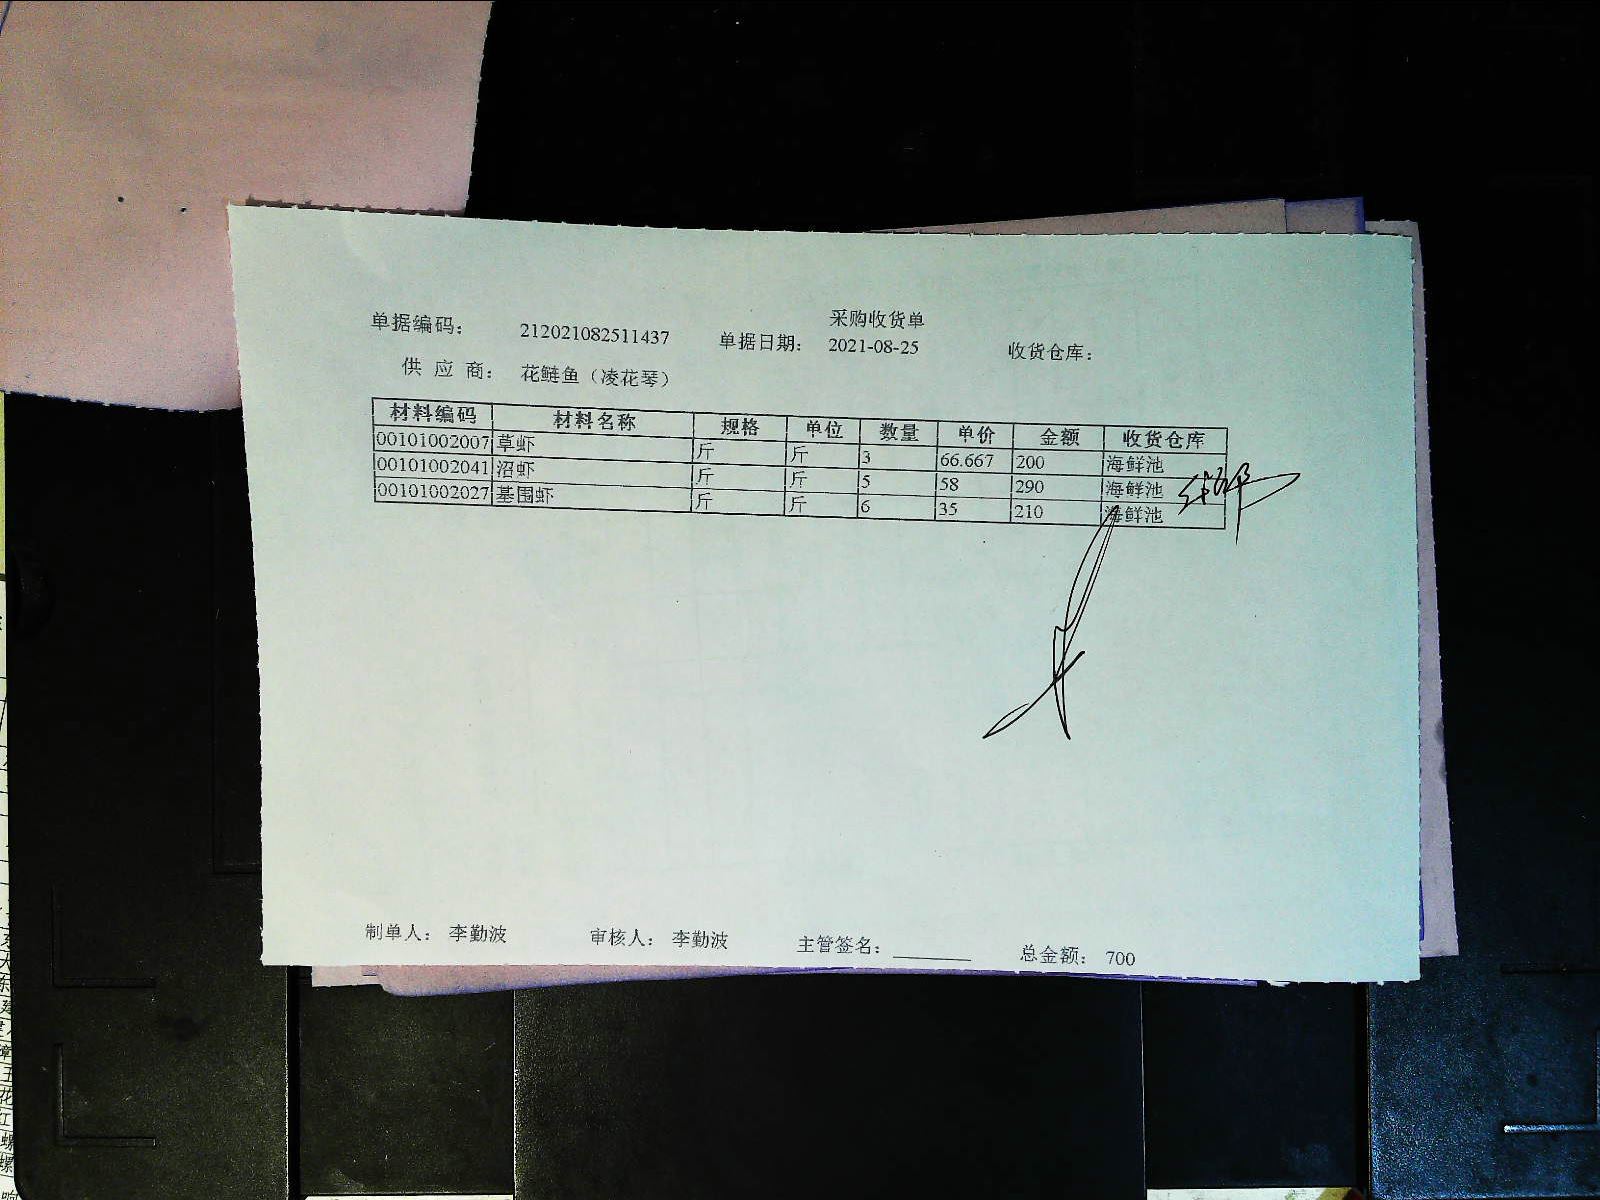 采购收货单
单据编码： 212021082511437 单据日期： 2021-08-25 收货仓库：
供 应 商： 花鲢鱼（凌花琴）
材料编码 材料名称 规格 单位 数量 单价 金额 收货仓库
00101002007 草虾 斤 斤 3 66.667 200 海鲜池
00101002041 沼虾 斤 斤 5 58 290 海鲜池
00101002027 基围虾 斤 斤 6 35 210 海鲜池
制单人： 李勤波 审核人： 李勤波 主管签名： 总金额： 700